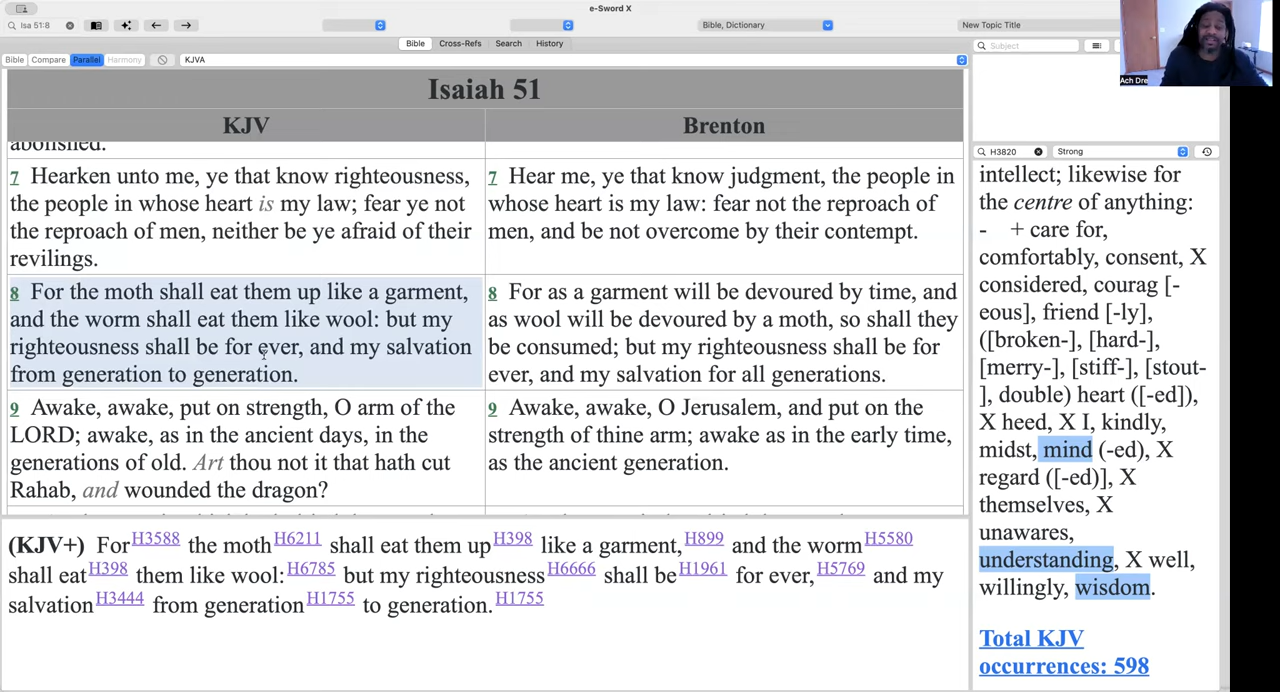 e-Sword X
Isa 51:8
Bible, Dictionary
New Topic Title
Bible Cross-Refs Search History
Bible Compare Parallel Harmony
KJVA
Subject
Ach Dre
Isaiah 51
KJV
Brenton
abolished.
7 Hearken unto me, ye that know righteousness,
the people in whose heart is my law; fear ye not
the reproach of men, neither be ye afraid of their
revilings.
7 Hear me, ye that know judgment, the people in
whose heart is my law: fear not the reproach of
men, and be not overcome by their contempt.
8 For the moth shall eat them up like a garment,
and the worm shall eat them like wool: but my
righteousness shall be for ever, and my salvation
from generation to generation.
8 For as a garment will be devoured by time, and
as wool will be devoured by a moth, so shall they
be consumed; but my righteousness shall be for
ever, and my salvation for all generations.
9 Awake, awake, put on strength, O arm of the
LORD; awake, as in the ancient days, in the
generations of old. Art thou not it that hath cut
Rahab, and wounded the dragon?
9 Awake, awake, O Jerusalem, and put on the
strength of thine arm; awake as in the early time,
as the ancient generation.
(KJV+) For H3588 the moth H6211 shall eat them up H398 like a garment, H899 and the worm H5580
shall eat H398 them like wool: H6785 but my righteousness H6666 shall be H1961 for ever, H5769 and my
salvation H3444 from generation H1755 to generation. H1755
H3820
Strong
intellect; likewise for
the centre of anything:
- + care for,
comfortably, consent, X
considered, courag [-
eous], friend [-ly],
([broken-], [hard-],
[merry-], [stiff-], [stout-
], double) heart ([-ed]),
X heed, X I, kindly,
midst, mind (-ed), X
regard ([-ed)], X
themselves, X
unawares,
understanding, X well,
willingly, wisdom.
Total KJV
occurrences: 598